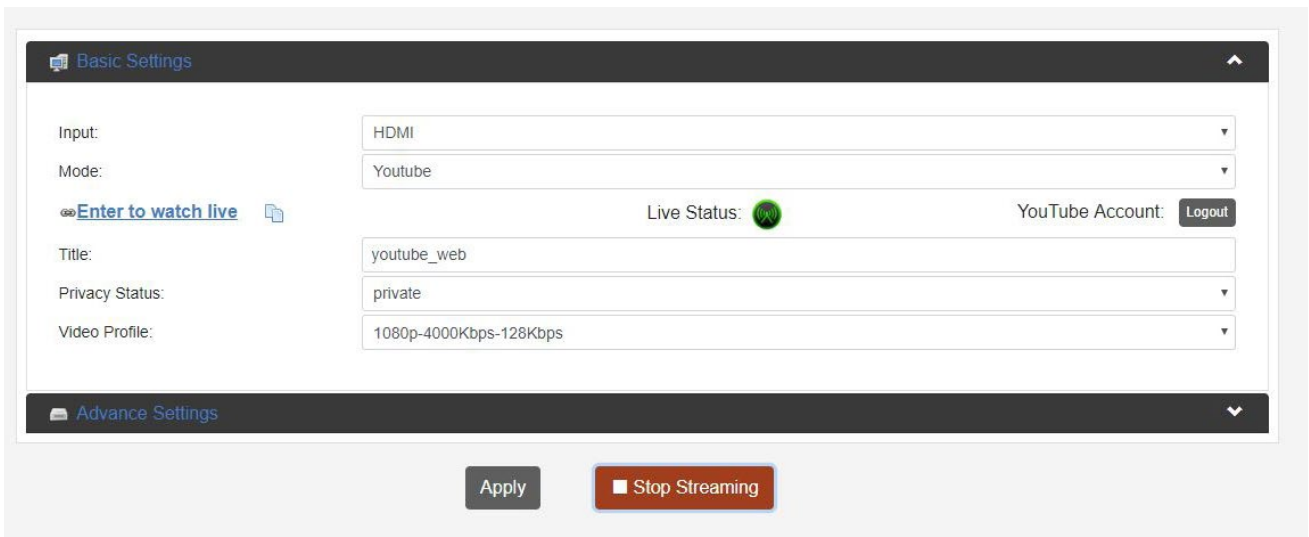 Basic Settings
Input: HDMI
Mode: Youtube
Enter to watch live Live Status: YouTube Account: Logout
Title: youtube_web
Privacy Status: private
Video Profile: 1080p-4000Kbps-128Kbps
Advance Settings
Apply Stop Streaming